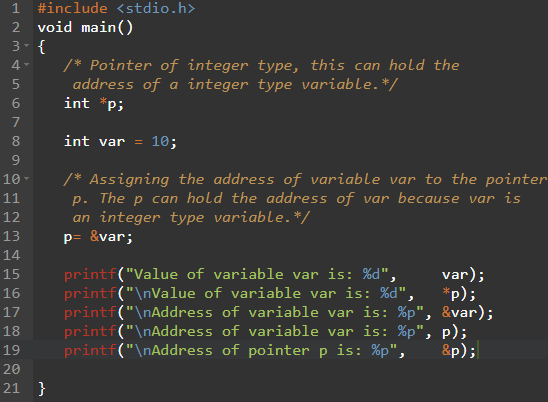 1 #include <stdio.h>
2 void main()
3 {
4 /* Pointer of integer type, this can hold the
5 address of a integer type variable.*/
6 int *p;
7
8 int var = 10;
9
10 /* Assigning the address of variable var to the pointer
11 p. The p can hold the address of var because var is
12 an integer type variable.*/
13 p= &var;
14
15 printf("Value of variable var is: %d", var);
16 printf("\nValue of variable var is: %d", *p);
17 printf("\nAddress of variable var is: %p", &var);
18 printf("\nAddress of variable var is: %p", p);
19 printf("\nAddress of pointer p is: %p", &p);
20
21 }